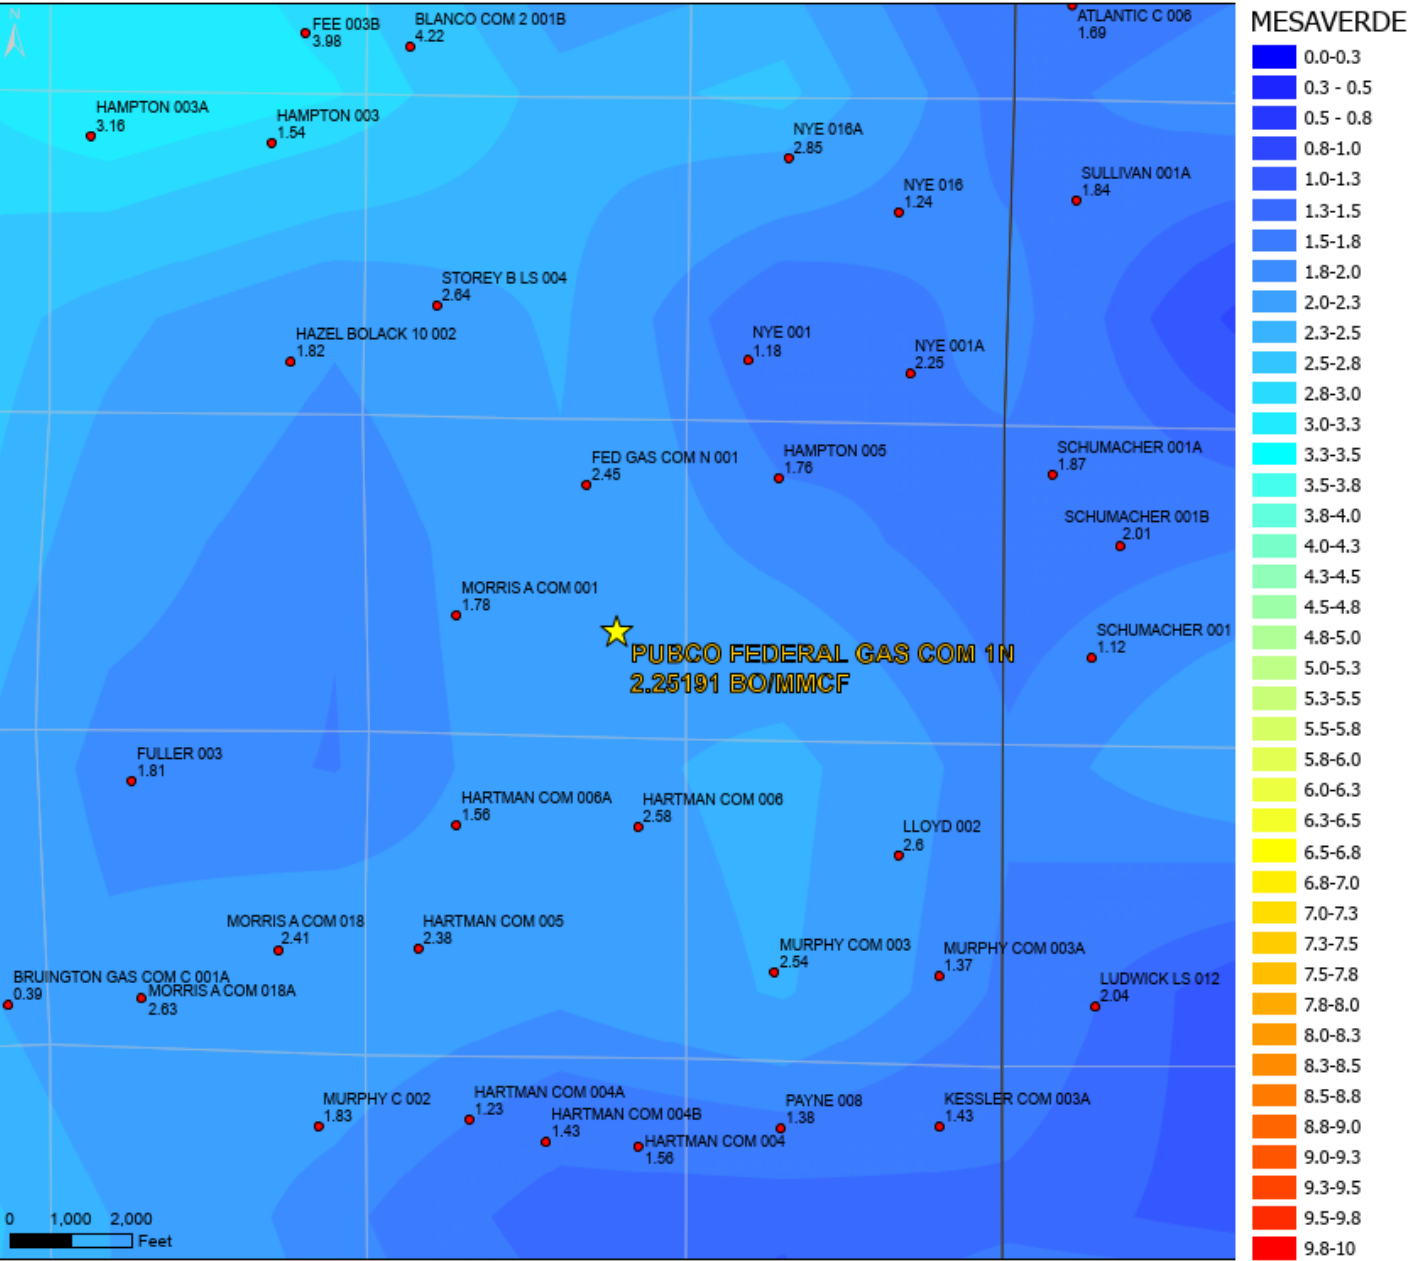 N
FEE 003B
3.98
BLANCO COM 2 001B
4.22
ATLANTIC C 006
1.69
HAMPTON 003A
3.16
HAMPTON 003
1.54
NYE 016A
2.85
NYE 016
1.24
SULLIVAN 001A
1.84
STOREY B LS 004
2.64
HAZEL BOLACK 10 002
1.82
NYE 001
1.18
NYE 001A
2.25
FED GAS COM N 001
2.45
HAMPTON 005
1.76
SCHUMACHER 001A
1.87
SCHUMACHER 001B
2.01
MORRIS A COM 001
1.78
SCHUMACHER 001
1.12
PUBCO FEDERAL GAS COM 1N
2.25191 BO/MMCF
FULLER 003
1.81
HARTMAN COM 006A
1.56
HARTMAN COM 006
2.58
LLOYD 002
2.6
MORRIS A COM 018
2.41
HARTMAN COM 005
2.38
MURPHY COM 003
2.54
MURPHY COM 003A
1.37
BRUINGTON GAS COM C 001A
0.39
MORRIS A COM 018A
2.63
LUDWICK LS 012
2.04
MURPHY C 002
1.83
HARTMAN COM 004A
1.23
HARTMAN COM 004B
1.43
HARTMAN COM 004
1.56
PAYNE 008
1.38
KESSLER COM 003A
1.43
0 1,000 2,000
Feet
MESAVERDE
0.0-0.3
0.3 - 0.5
0.5 - 0.8
0.8-1.0
1.0-1.3
1.3-1.5
1.5-1.8
1.8-2.0
2.0-2.3
2.3-2.5
2.5-2.8
2.8-3.0
3.0-3.3
3.3-3.5
3.5-3.8
3.8-4.0
4.0-4.3
4.3-4.5
4.5-4.8
4.8-5.0
5.0-5.3
5.3-5.5
5.5-5.8
5.8-6.0
6.0-6.3
6.3-6.5
6.5-6.8
6.8-7.0
7.0-7.3
7.3-7.5
7.5-7.8
7.8-8.0
8.0-8.3
8.3-8.5
8.5-8.8
8.8-9.0
9.0-9.3
9.3-9.5
9.5-9.8
9.8-10